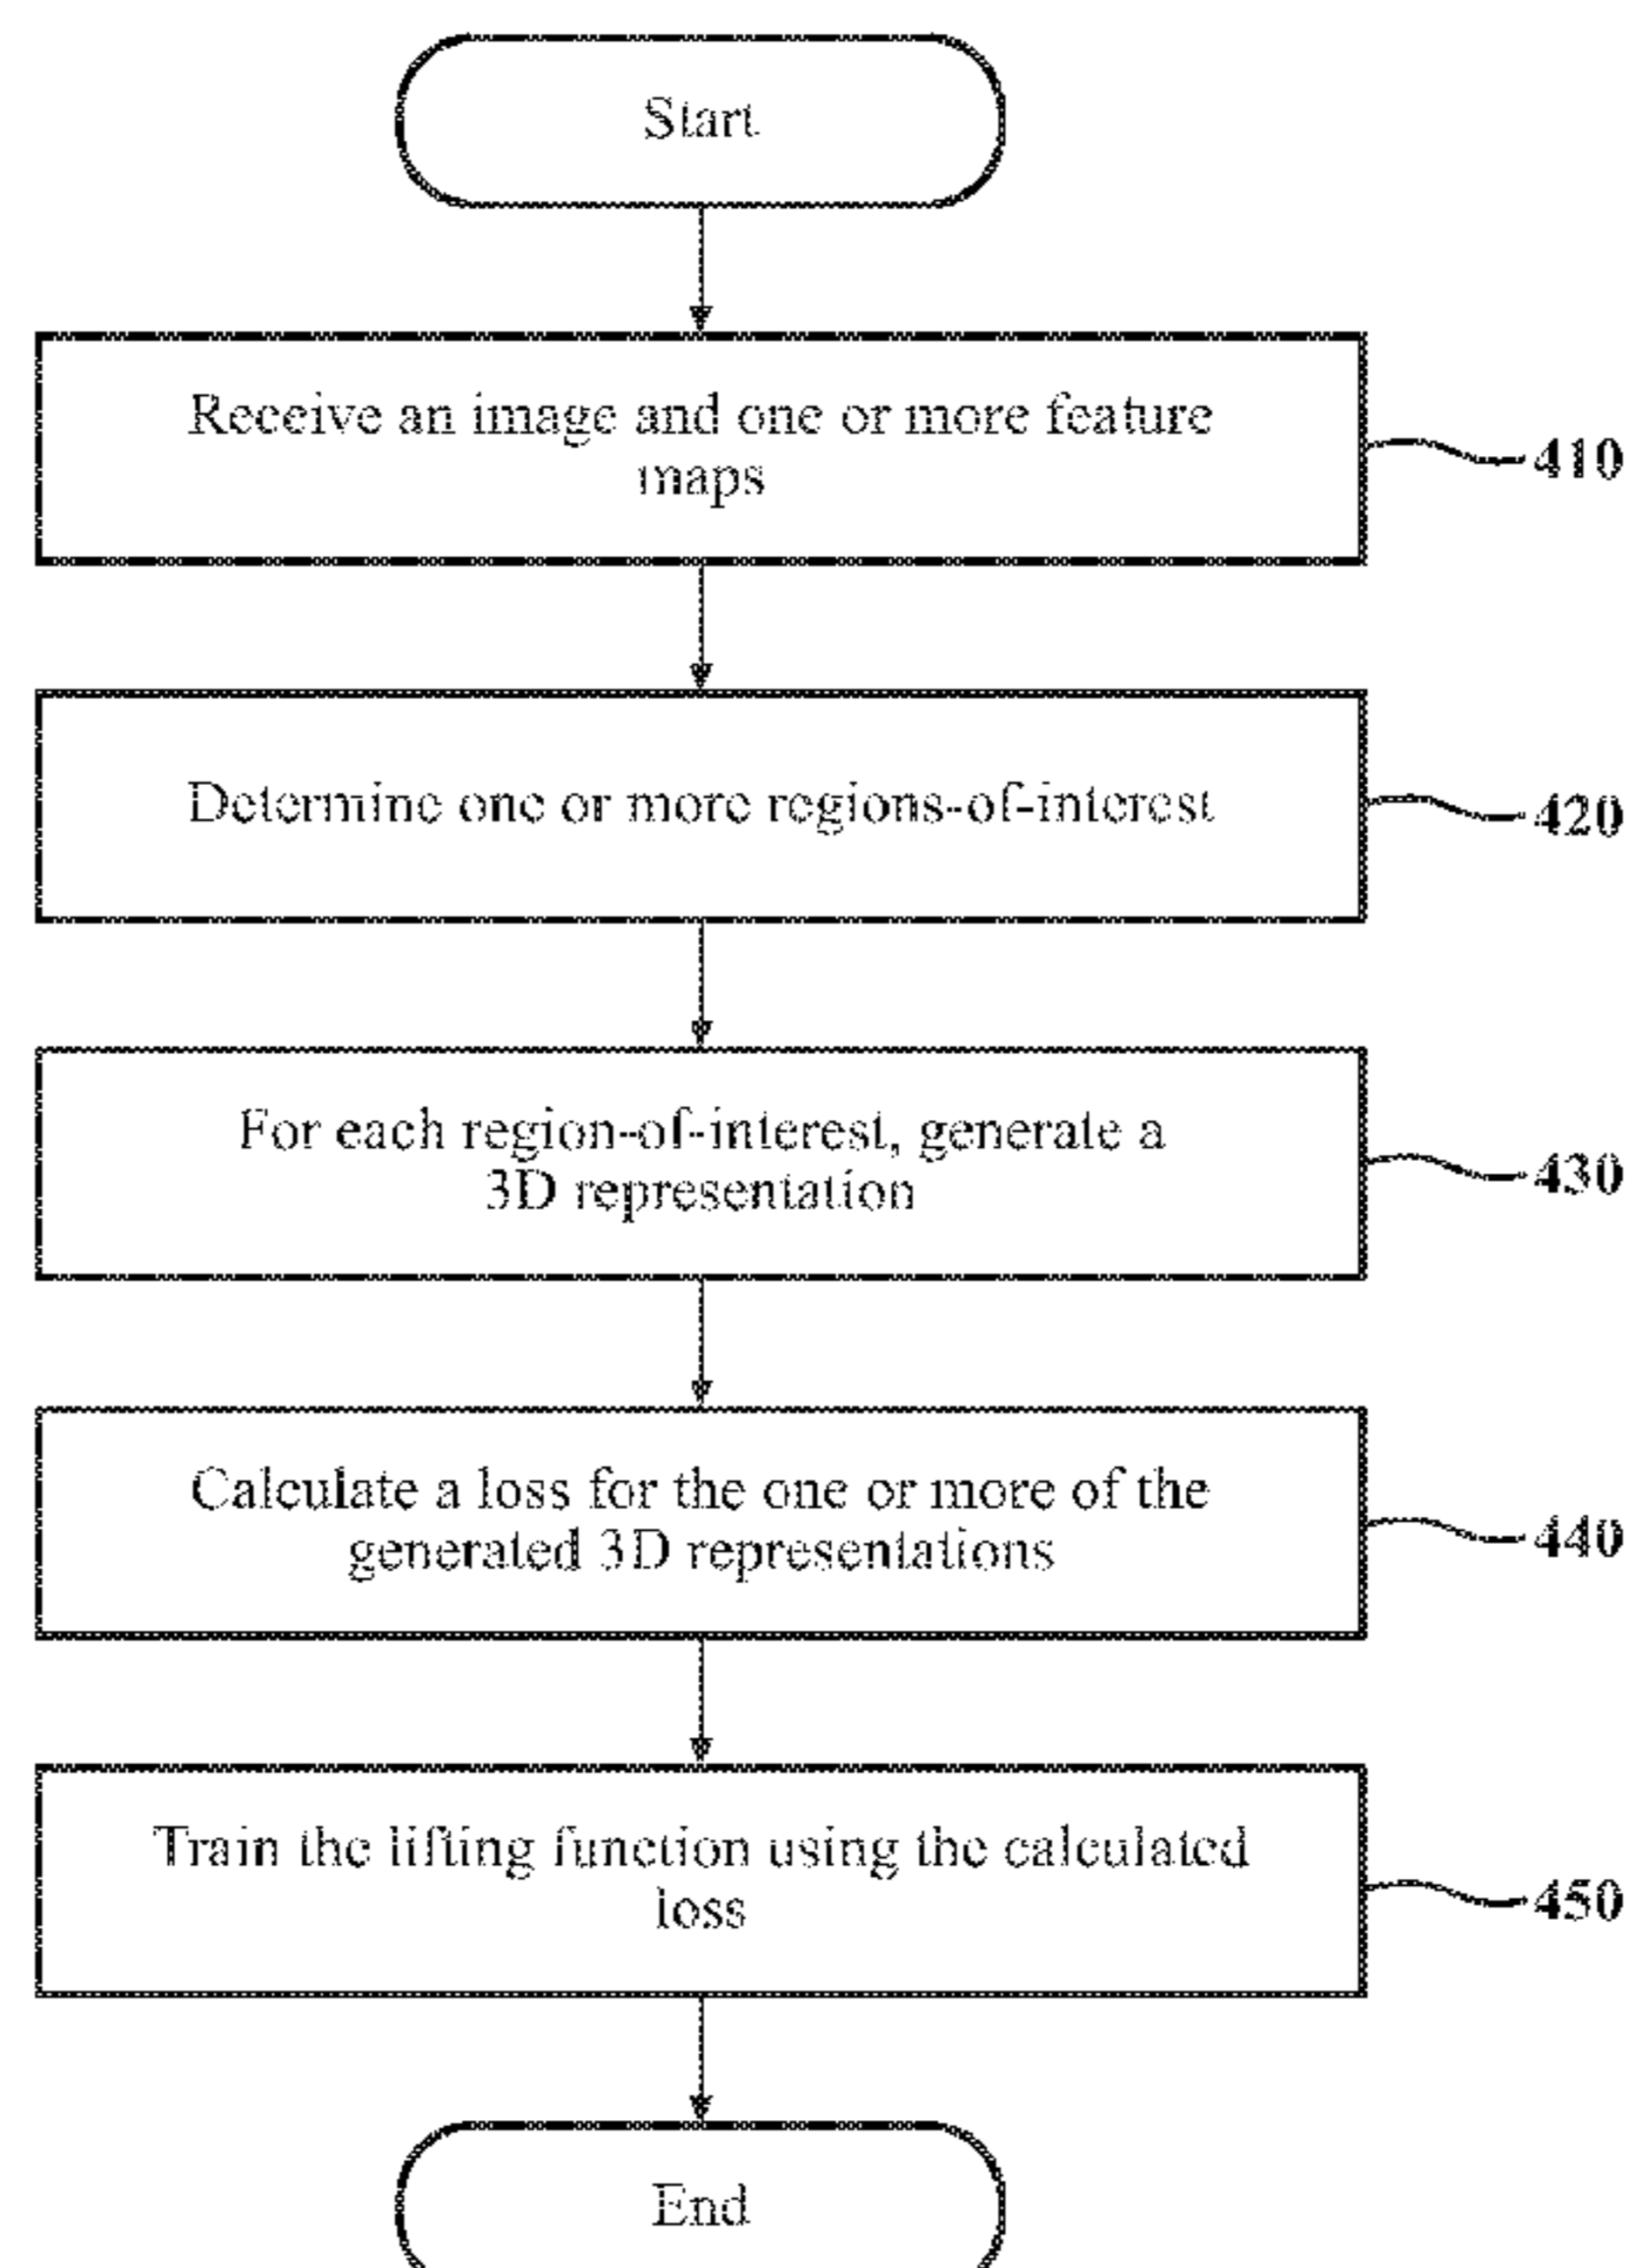 Start
Receive an image and one or more feature
maps
410
Determine one or more regions-of-interest
420
For each region-of-interest, generate a
3D representation
430
Calculate a loss for the one or more of the
generated 3D representations
440
Train the lifting function using the calculated
loss
450
End